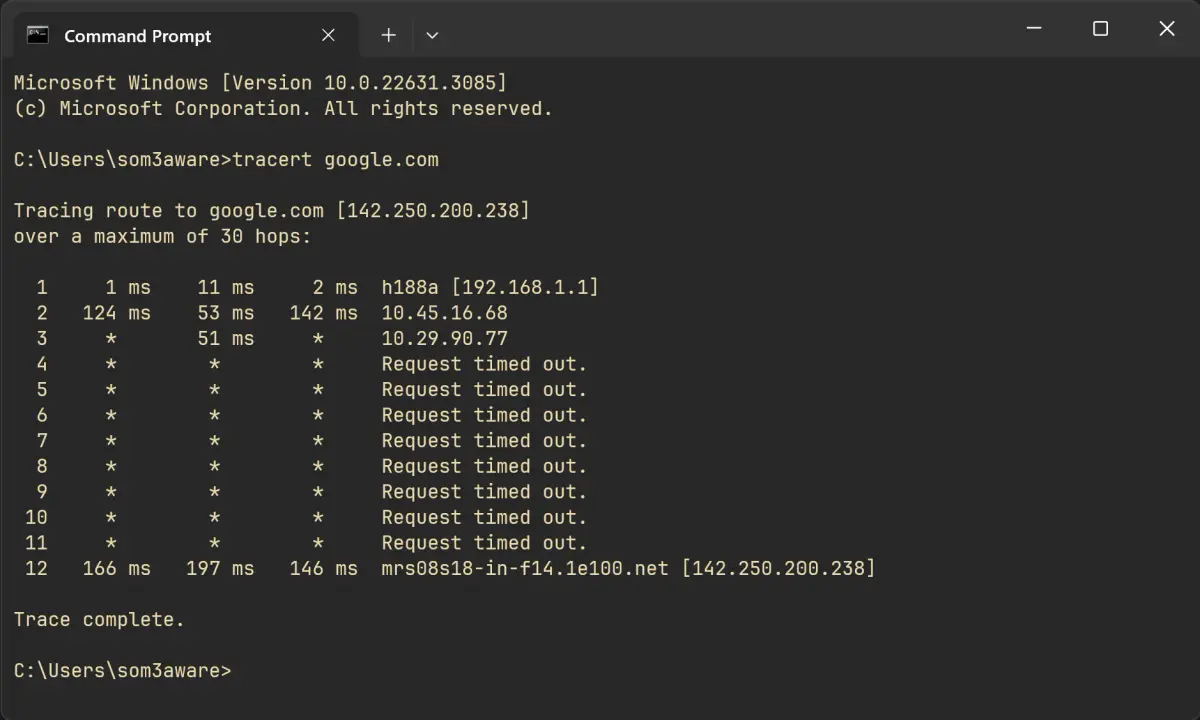 Command Prompt
Microsoft Windows [Version 10.0.22631.3085]
(c) Microsoft Corporation. All rights reserved.
C:\Users\som3aware>tracert google.com
Tracing route to google.com [142.250.200.238]
over a maximum of 30 hops:
1 1 ms 11 ms 2 ms h188a [192.168.1.1]
2 124 ms 53 ms 142 ms 10.45.16.68
3 * 51 ms * 10.29.90.77
4 * * * Request timed out.
5 * * * Request timed out.
6 * * * Request timed out.
7 * * * Request timed out.
8 * * * Request timed out.
9 * * * Request timed out.
10 * * * Request timed out.
11 * * * Request timed out.
12 166 ms 197 ms 146 ms mrs08s18-in-f14.1e100.net [142.250.200.238]
Trace complete.
C:\Users\som3aware>